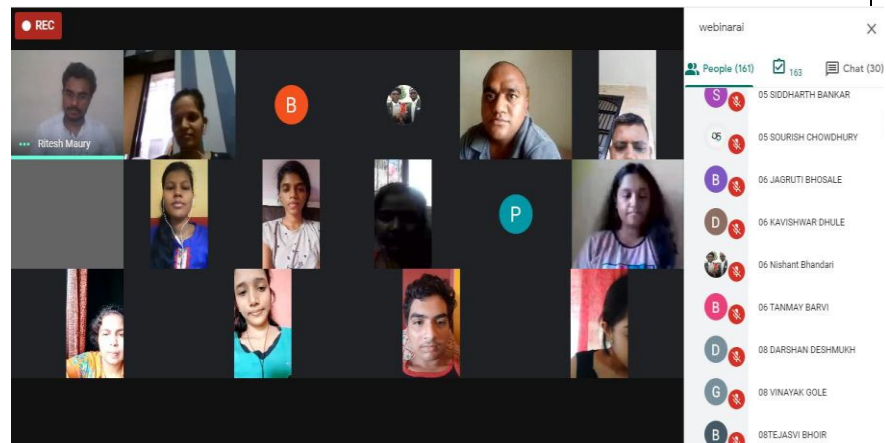 REC
webinarai
People (161)
163
Chat (30)
Ritesh Maury
B
P
S
05 SIDDHARTH BANKAR
05 SOURISH CHOWDHURY
B
06 JAGRUTI BHOSALE
D
06 KAVISHWAR DHULE
06 Nishant Bhandari
B
06 TANMAY BARVI
D
08 DARSHAN DESHMUKH
G
08 VINAYAK GOLE
B
08TEJASVI BHOIR